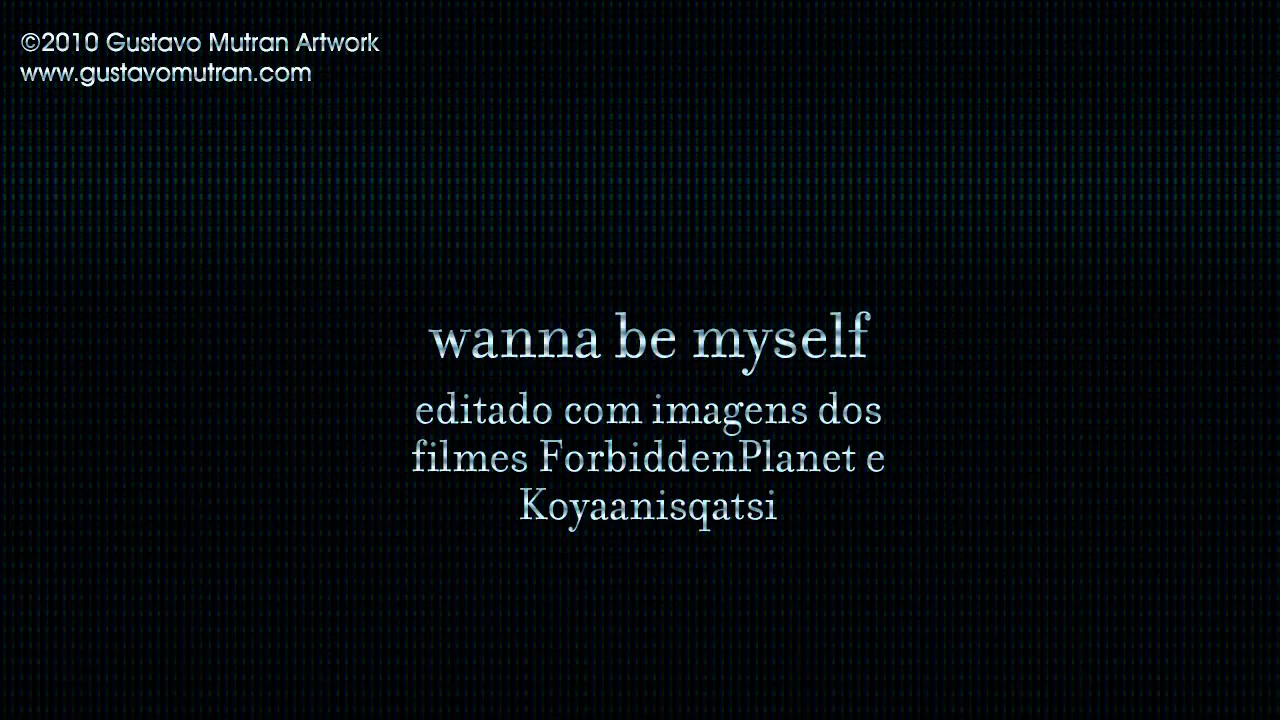 ©2010 Gustavo Mutran Artwork
www.gustavomutran.com
wanna be myself
editado com imagens dos
filmes ForbiddenPlanet e
Koyaanisqatsi